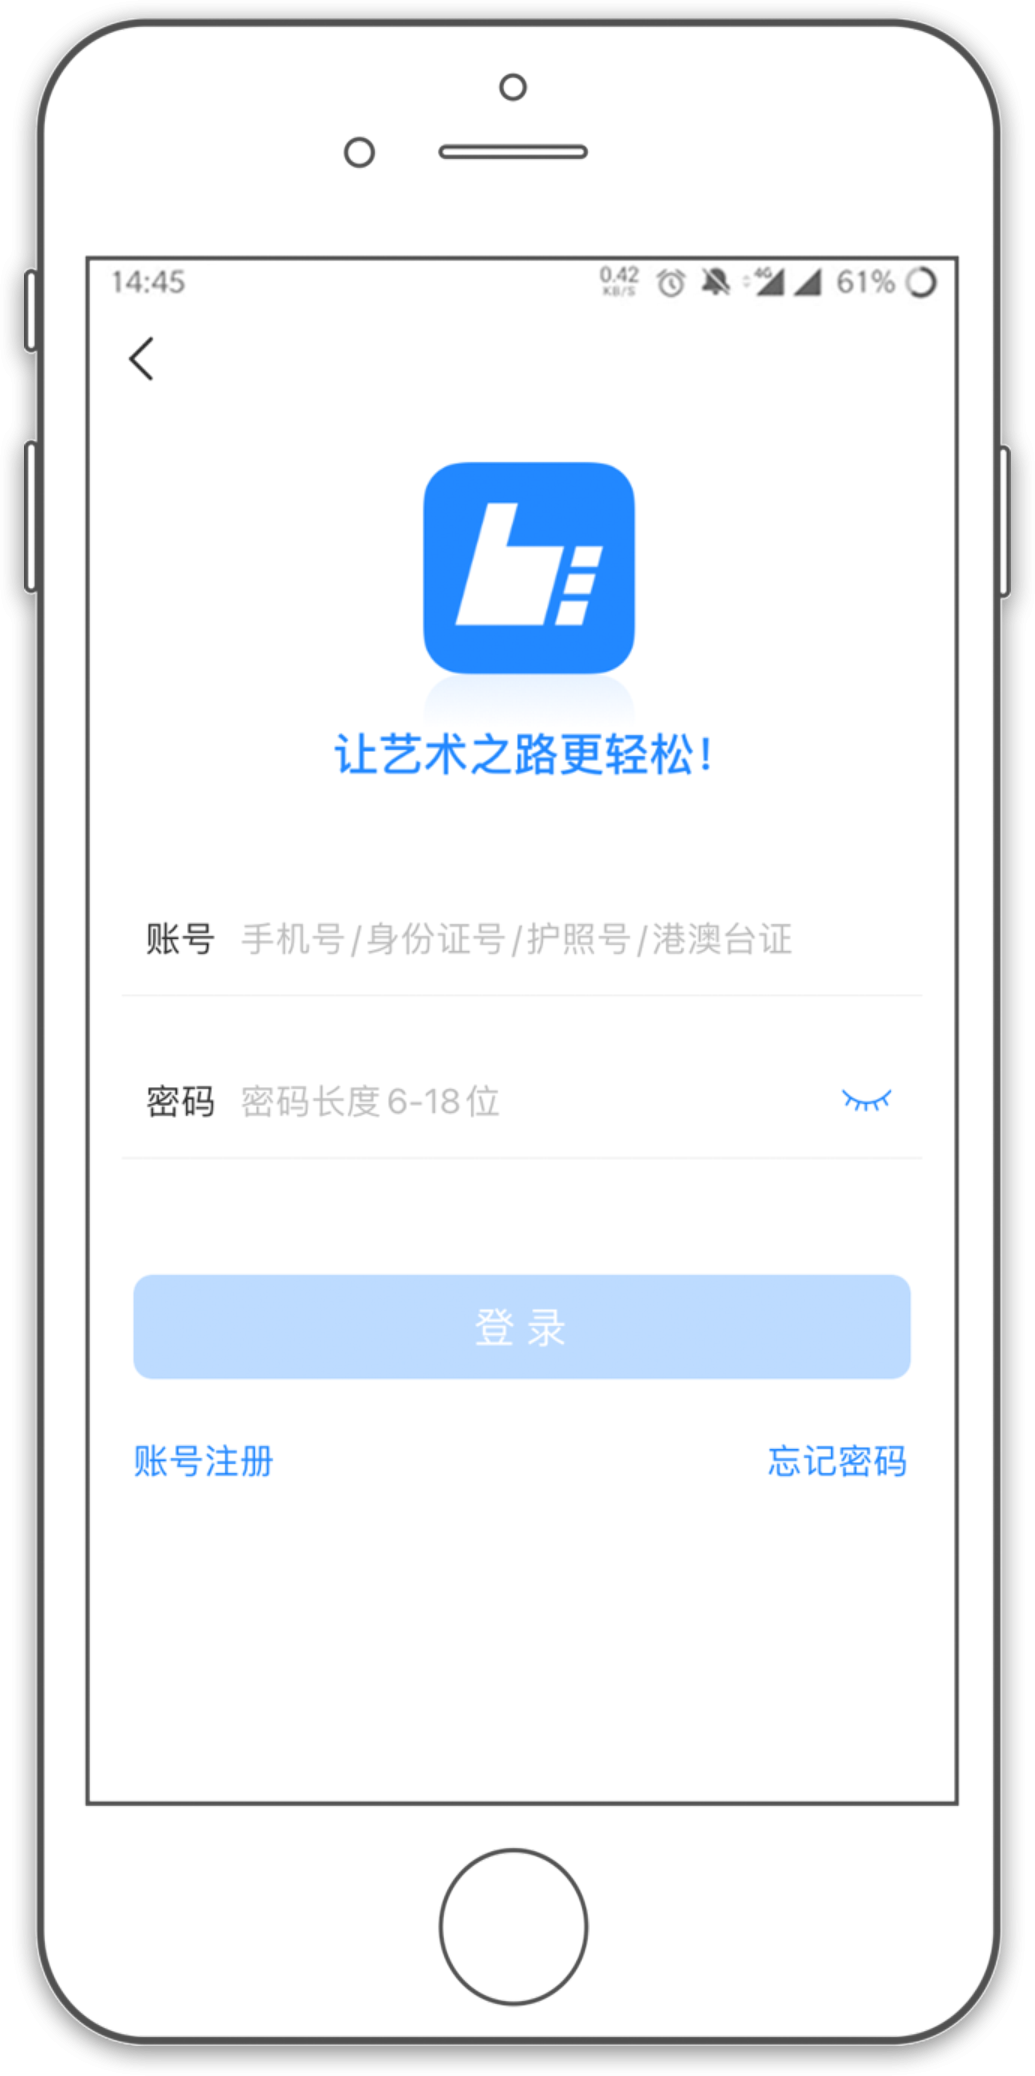 14:45 0.42 KB/S 4G 61%
让艺术之路更轻松！
账号 手机号/身份证号/护照号/港澳台证
密码 密码长度6-18位
登录
账号注册 忘记密码